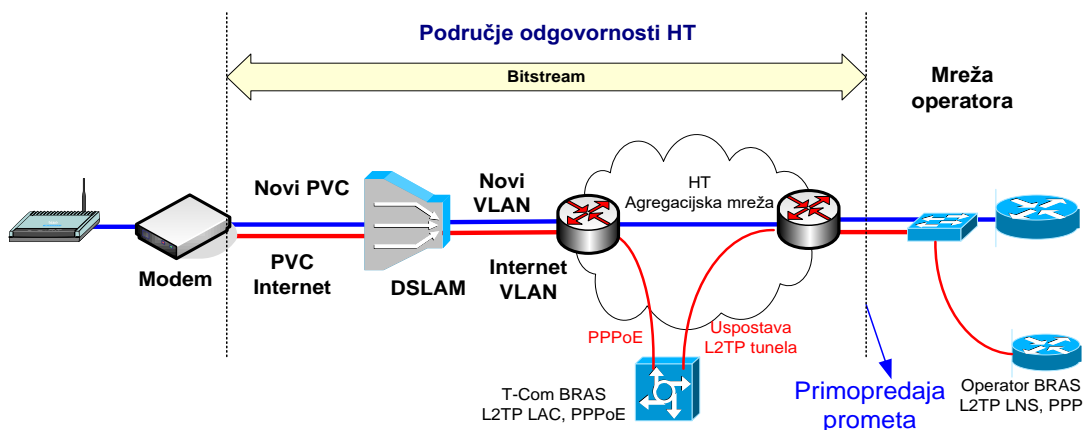 Područje odgovornosti HT
Bitstream
Mreža
operatora
Novi PVC
Novi
VLAN
HT
Agregacijska mreža
Modem
PVC
Internet
DSLAM
Internet
VLAN
PPPoE
Uspostava
L2TP tunela
T-Com BRAS
L2TP LAC, PPPoE
Primopredaja
prometa
Operator BRAS
L2TP LNS, PPP